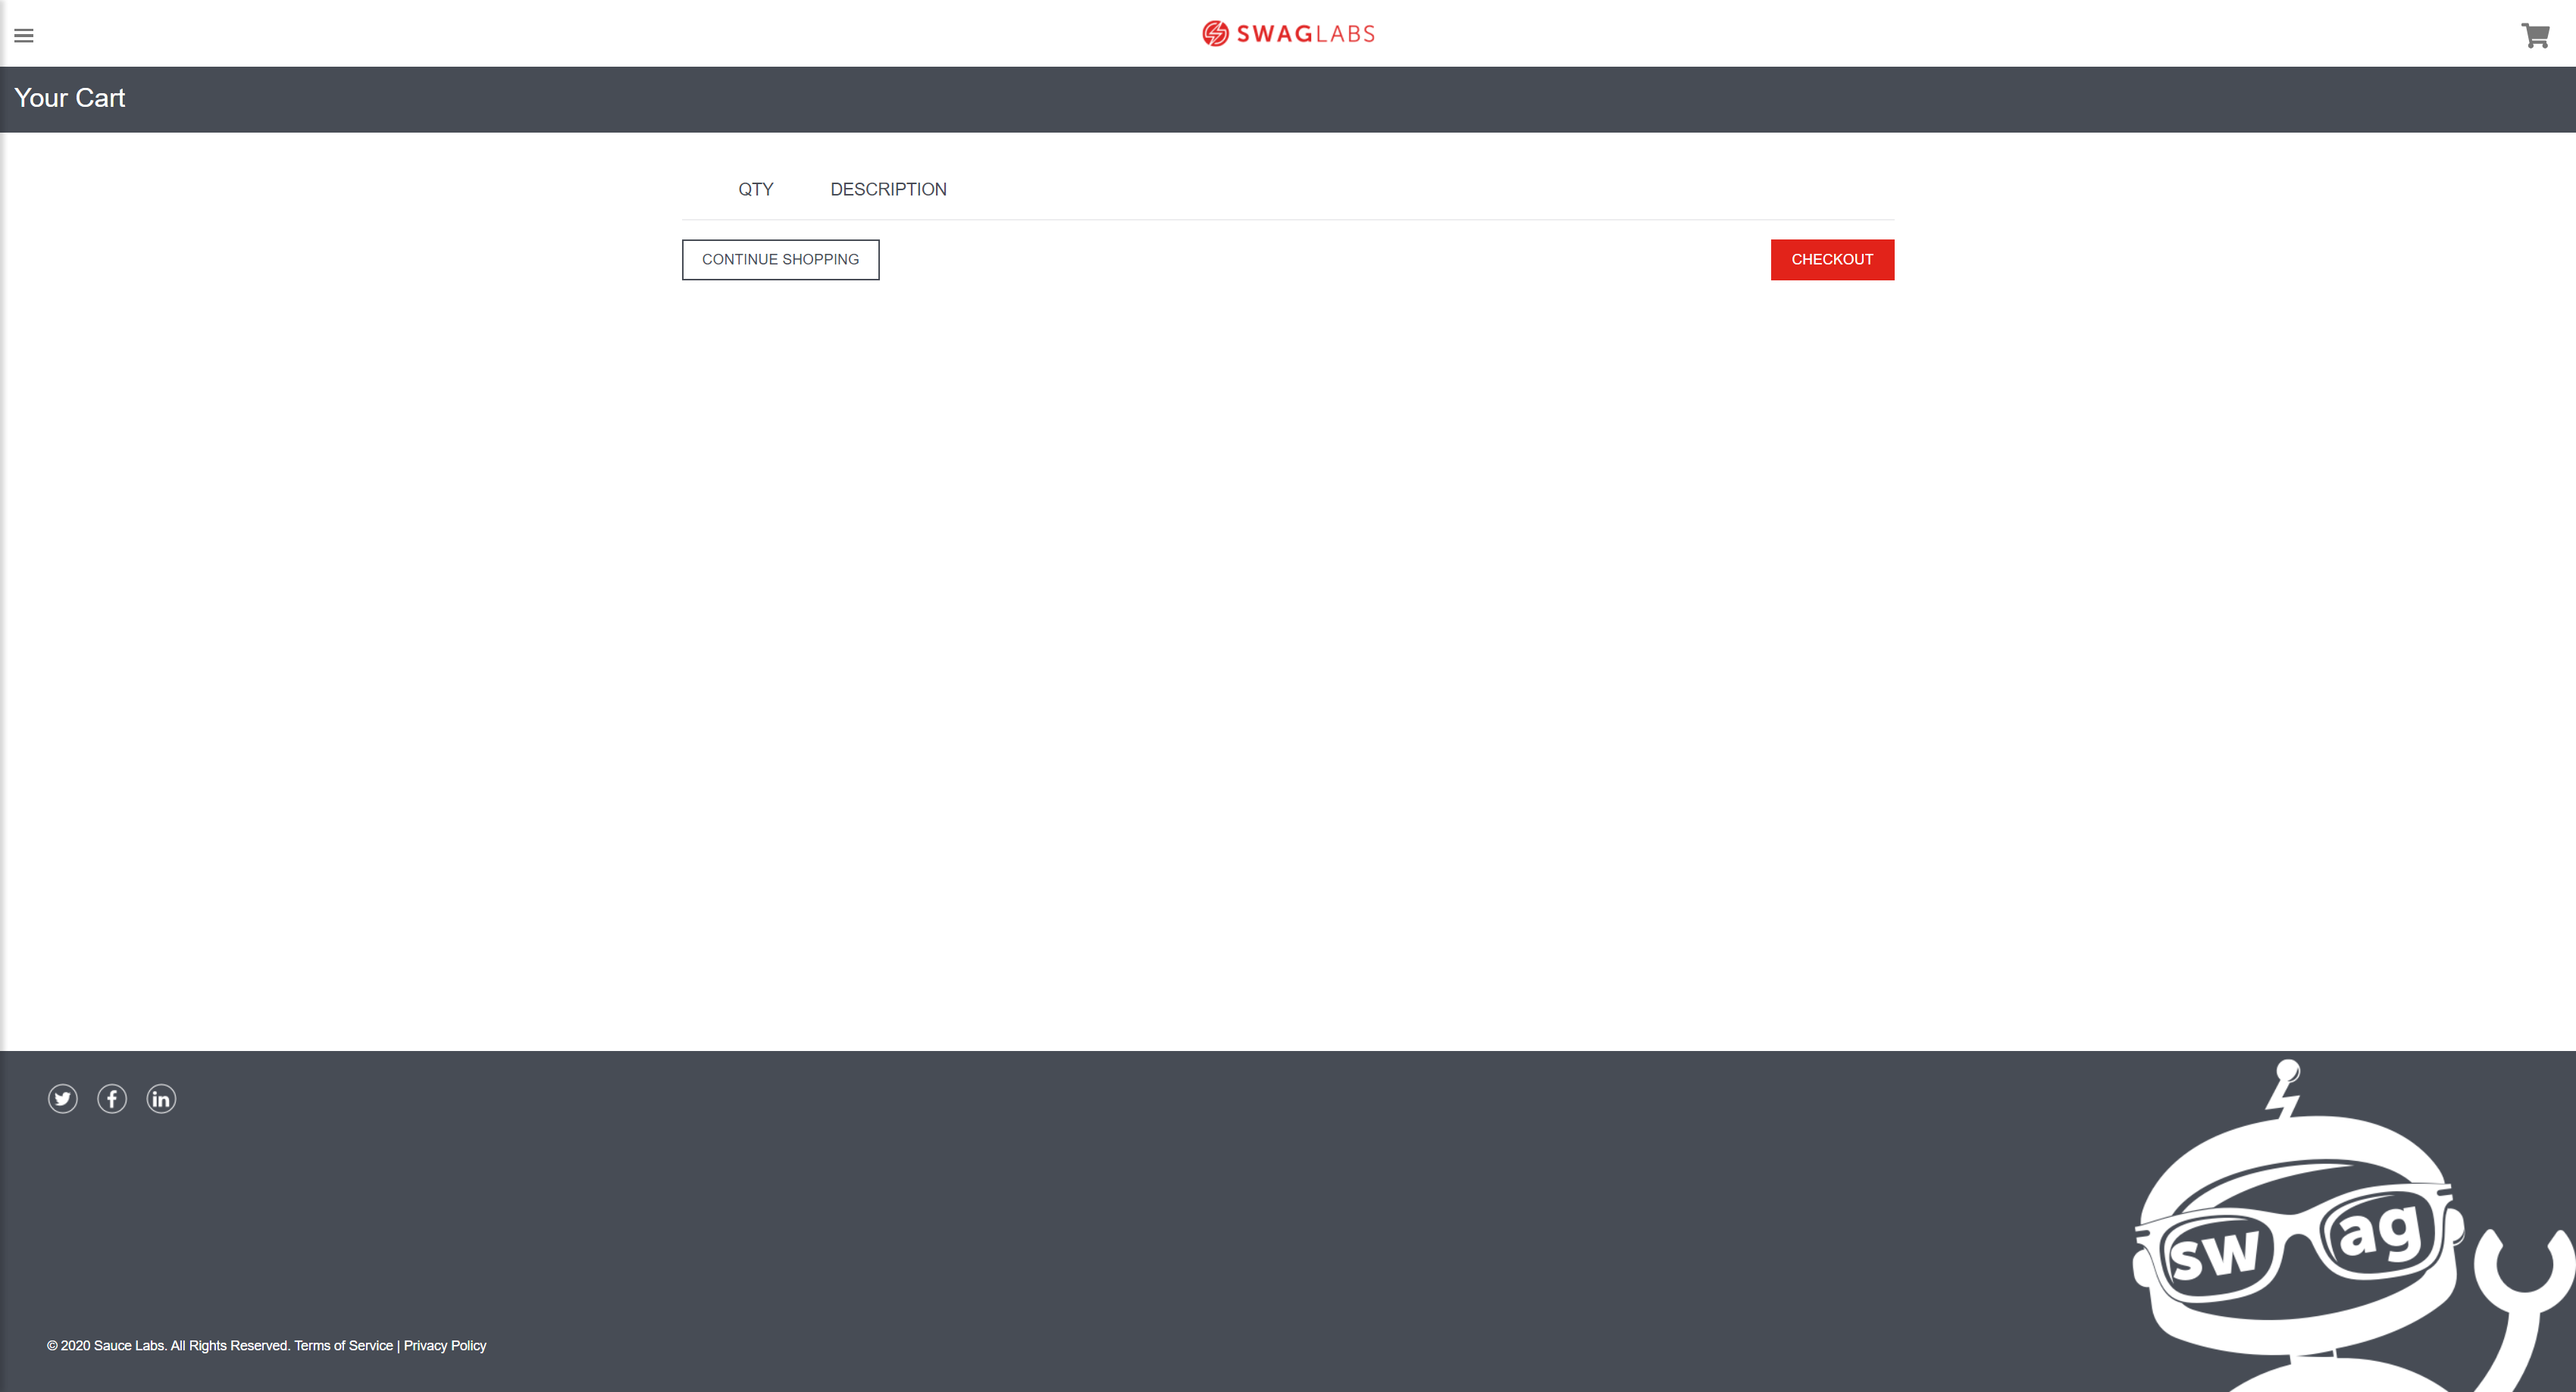 SWAGLABS
Your Cart
QTY DESCRIPTION
CONTINUE SHOPPING CHECKOUT
sw ag
© 2020 Sauce Labs. All Rights Reserved. Terms of Service | Privacy Policy